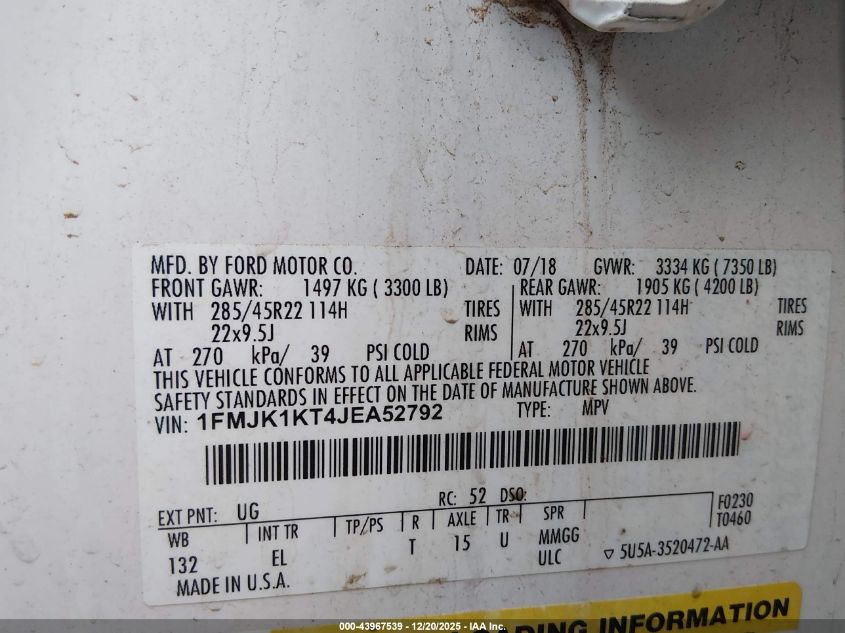 MFD. BY FORD MOTOR CO. DATE: 07/18 GVWR: 3334 KG ( 7350 LB)
FRONT GAWR: 1497 KG ( 3300 LB) REAR GAWR: 1905 KG ( 4200 LB)
WITH 285/45R22 114H TIRES WITH 285/45R22 114H TIRES
22x9.5J RIMS 22x9.5J RIMS
AT 270 kPa/ 39 PSI COLD AT 270 kPa/ 39 PSI COLD
THIS VEHICLE CONFORMS TO ALL APPLICABLE FEDERAL MOTOR VEHICLE
SAFETY STANDARDS IN EFFECT ON THE DATE OF MANUFACTURE SHOWN ABOVE.
VIN: 1FMJK1KT4JEA52792 TYPE: MPV
EXT PNT: UG RC: 52 DSO: F0230
T0460
WB INT TR TP/PS R AXLE TR SPR
132 EL T 15 U MMGG
ULC 5U5A-3520472-AA
MADE IN U.S.A.
INFORMATION
000-43967539 - 12/20/2025 - IAA Inc.